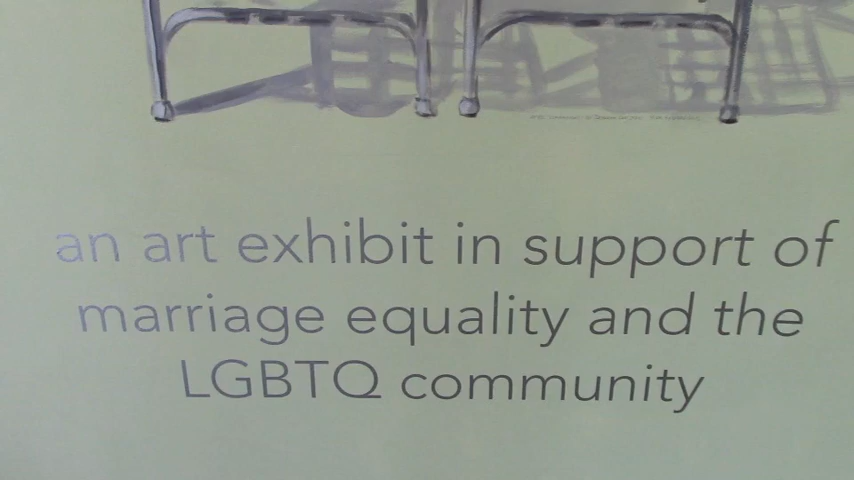 an art exhibit in support of
marriage equality and the
LGBTQ community